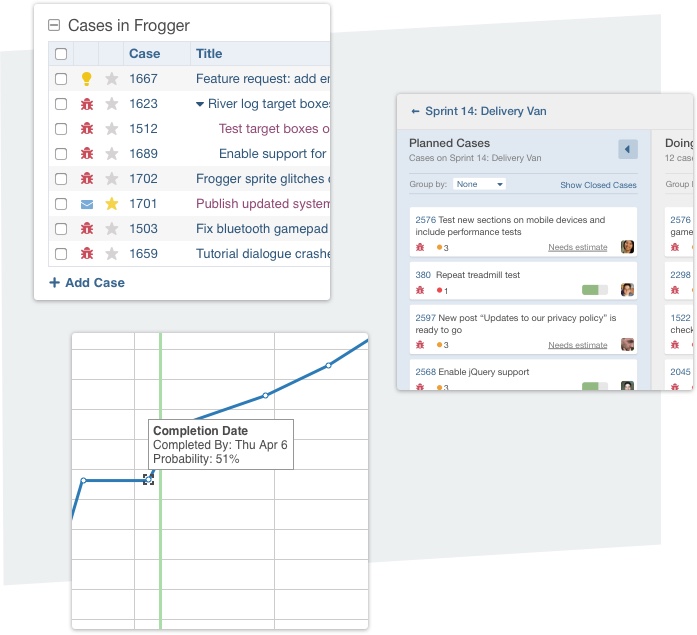 Cases in Frogger
Case Title
1667 Feature request: add
1623 River log target boxes
1512 Test target boxes
1689 Enable support for
1702 Frogger sprite glitches
1701 Publish updated system
1503 Fix bluetooth gamepad
1659 Tutorial dialogue
+ Add Case
← Sprint 14: Delivery Van
Planned Cases
Cases on Sprint 14: Delivery Van
Group by: None Show Closed Cases
2576 Test new sections on mobile devices and
include performance tests
3 Needs estimate
380 Repeat treadmill test
1
2597 New post “Updates to our privacy policy” is
ready to go
3 Needs estimate
2568 Enable jQuery support
3
Doing
12
Group
2576
2298
1522
2045
Completion Date
Completed By: Thu Apr 6
Probability: 51%